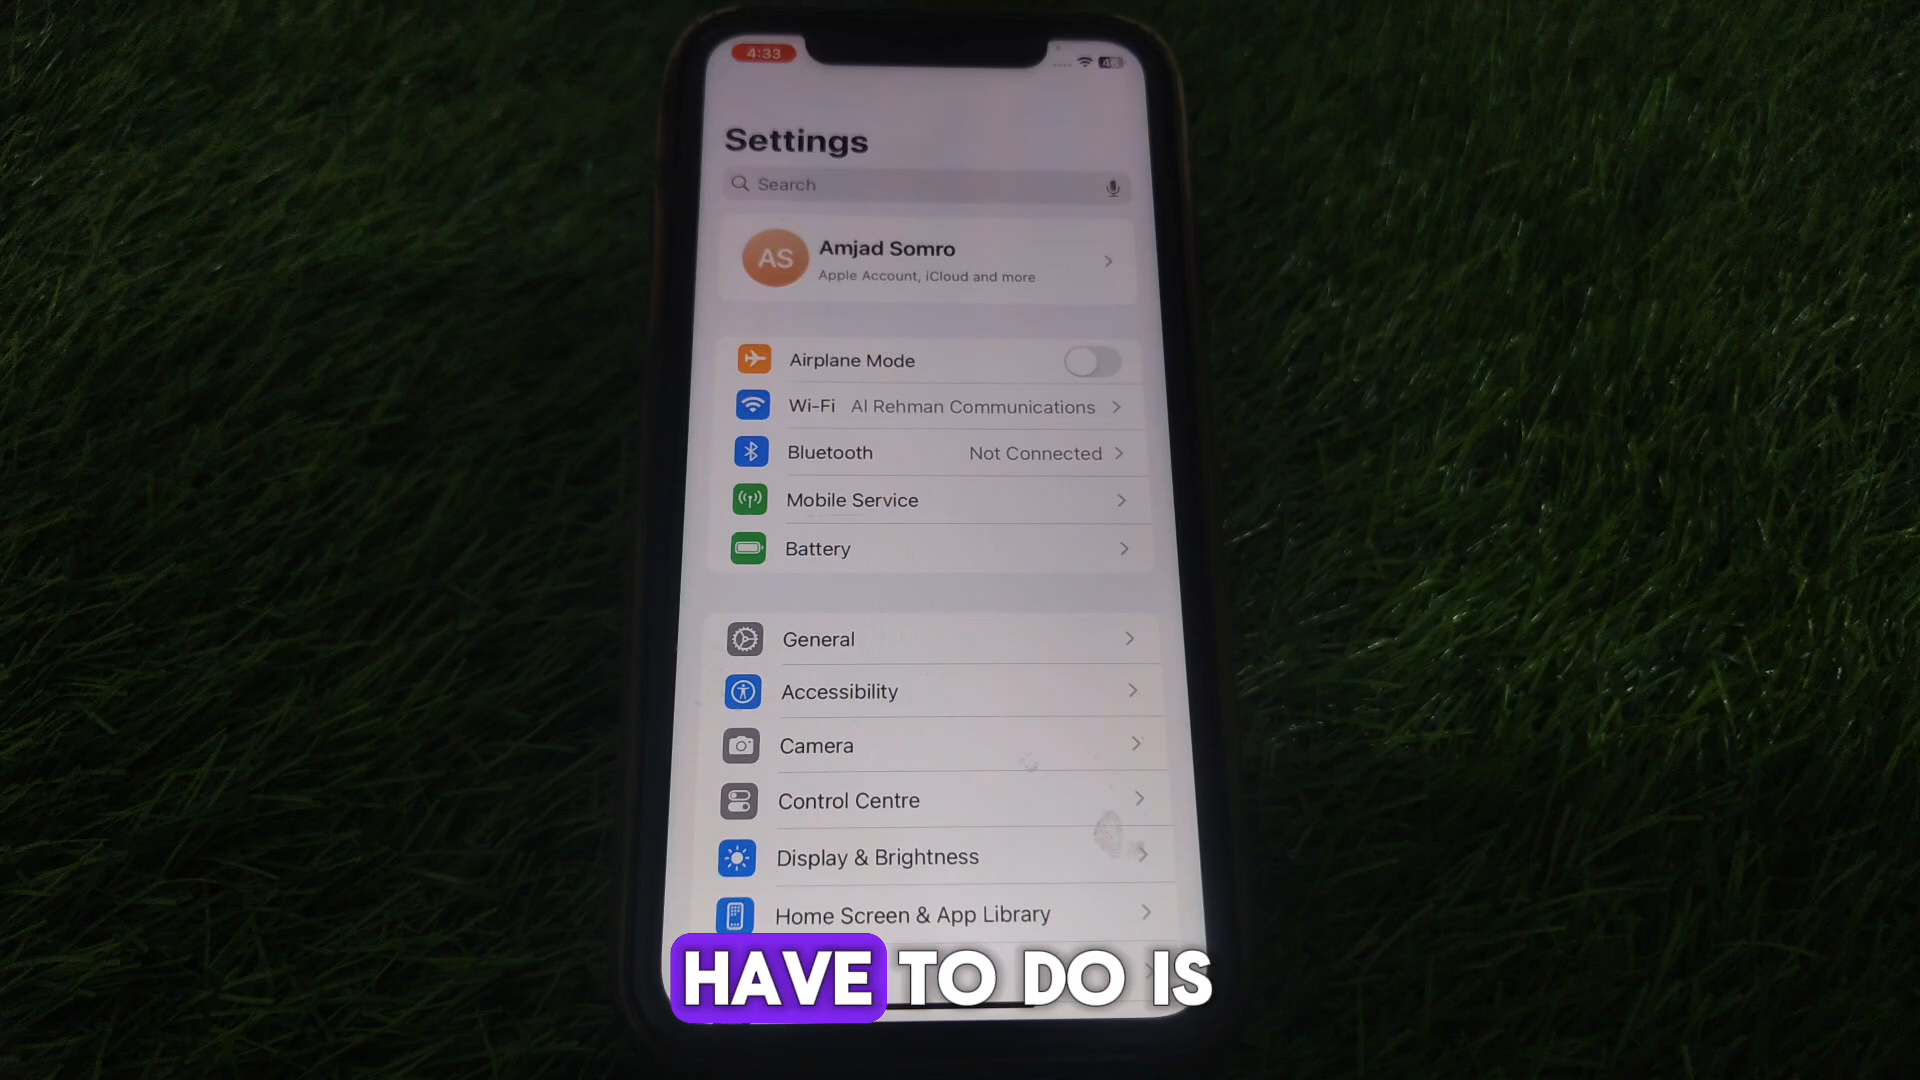 4:33
Settings
Search
AS
Amjad Somro
Apple Account, iCloud and more
Airplane Mode
Wi-Fi Al Rehman Communications
Bluetooth Not Connected
Mobile Service
Battery
General
Accessibility
Camera
Control Centre
Display & Brightness
Home Screen & App Library
HAVE TO DO IS